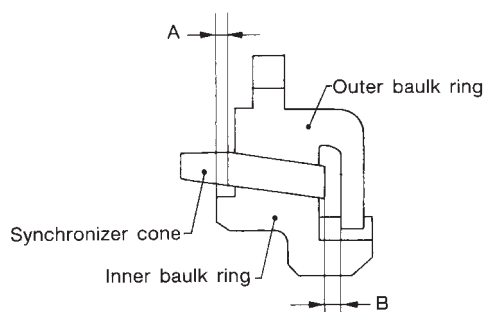 A
Outer baulk ring
Synchronizer cone
Inner baulk ring
B